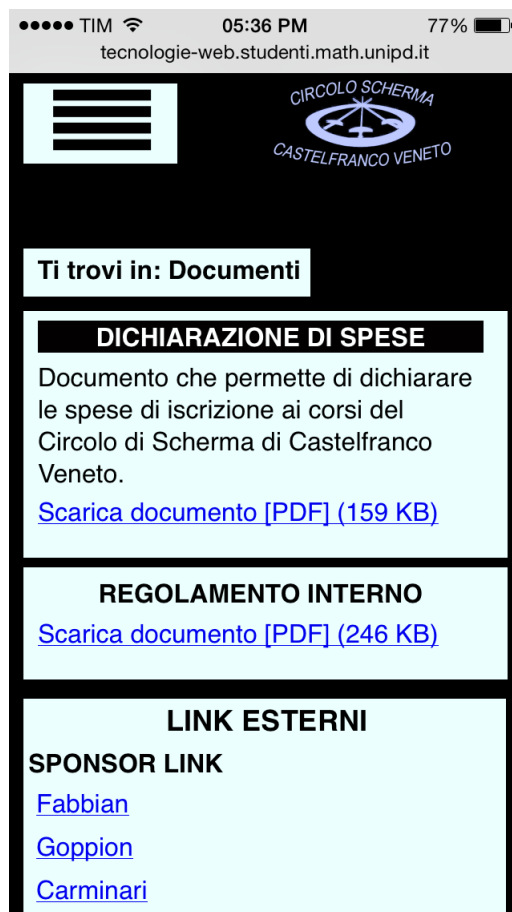 TIM 05:36 PM 77%
tecnologie-web.studenti.math.unipd.it
CIRCOLO SCHERMA
CASTELFRANCO VENETO
Ti trovi in: Documenti
DICHIARAZIONE DI SPESE
Documento che permette di dichiarare
le spese di iscrizione ai corsi del
Circolo di Scherma di Castelfranco
Veneto.
Scarica documento [PDF] (159 KB)
REGOLAMENTO INTERNO
Scarica documento [PDF] (246 KB)
LINK ESTERNI
SPONSOR LINK
Fabbian
Goppion
Carminari